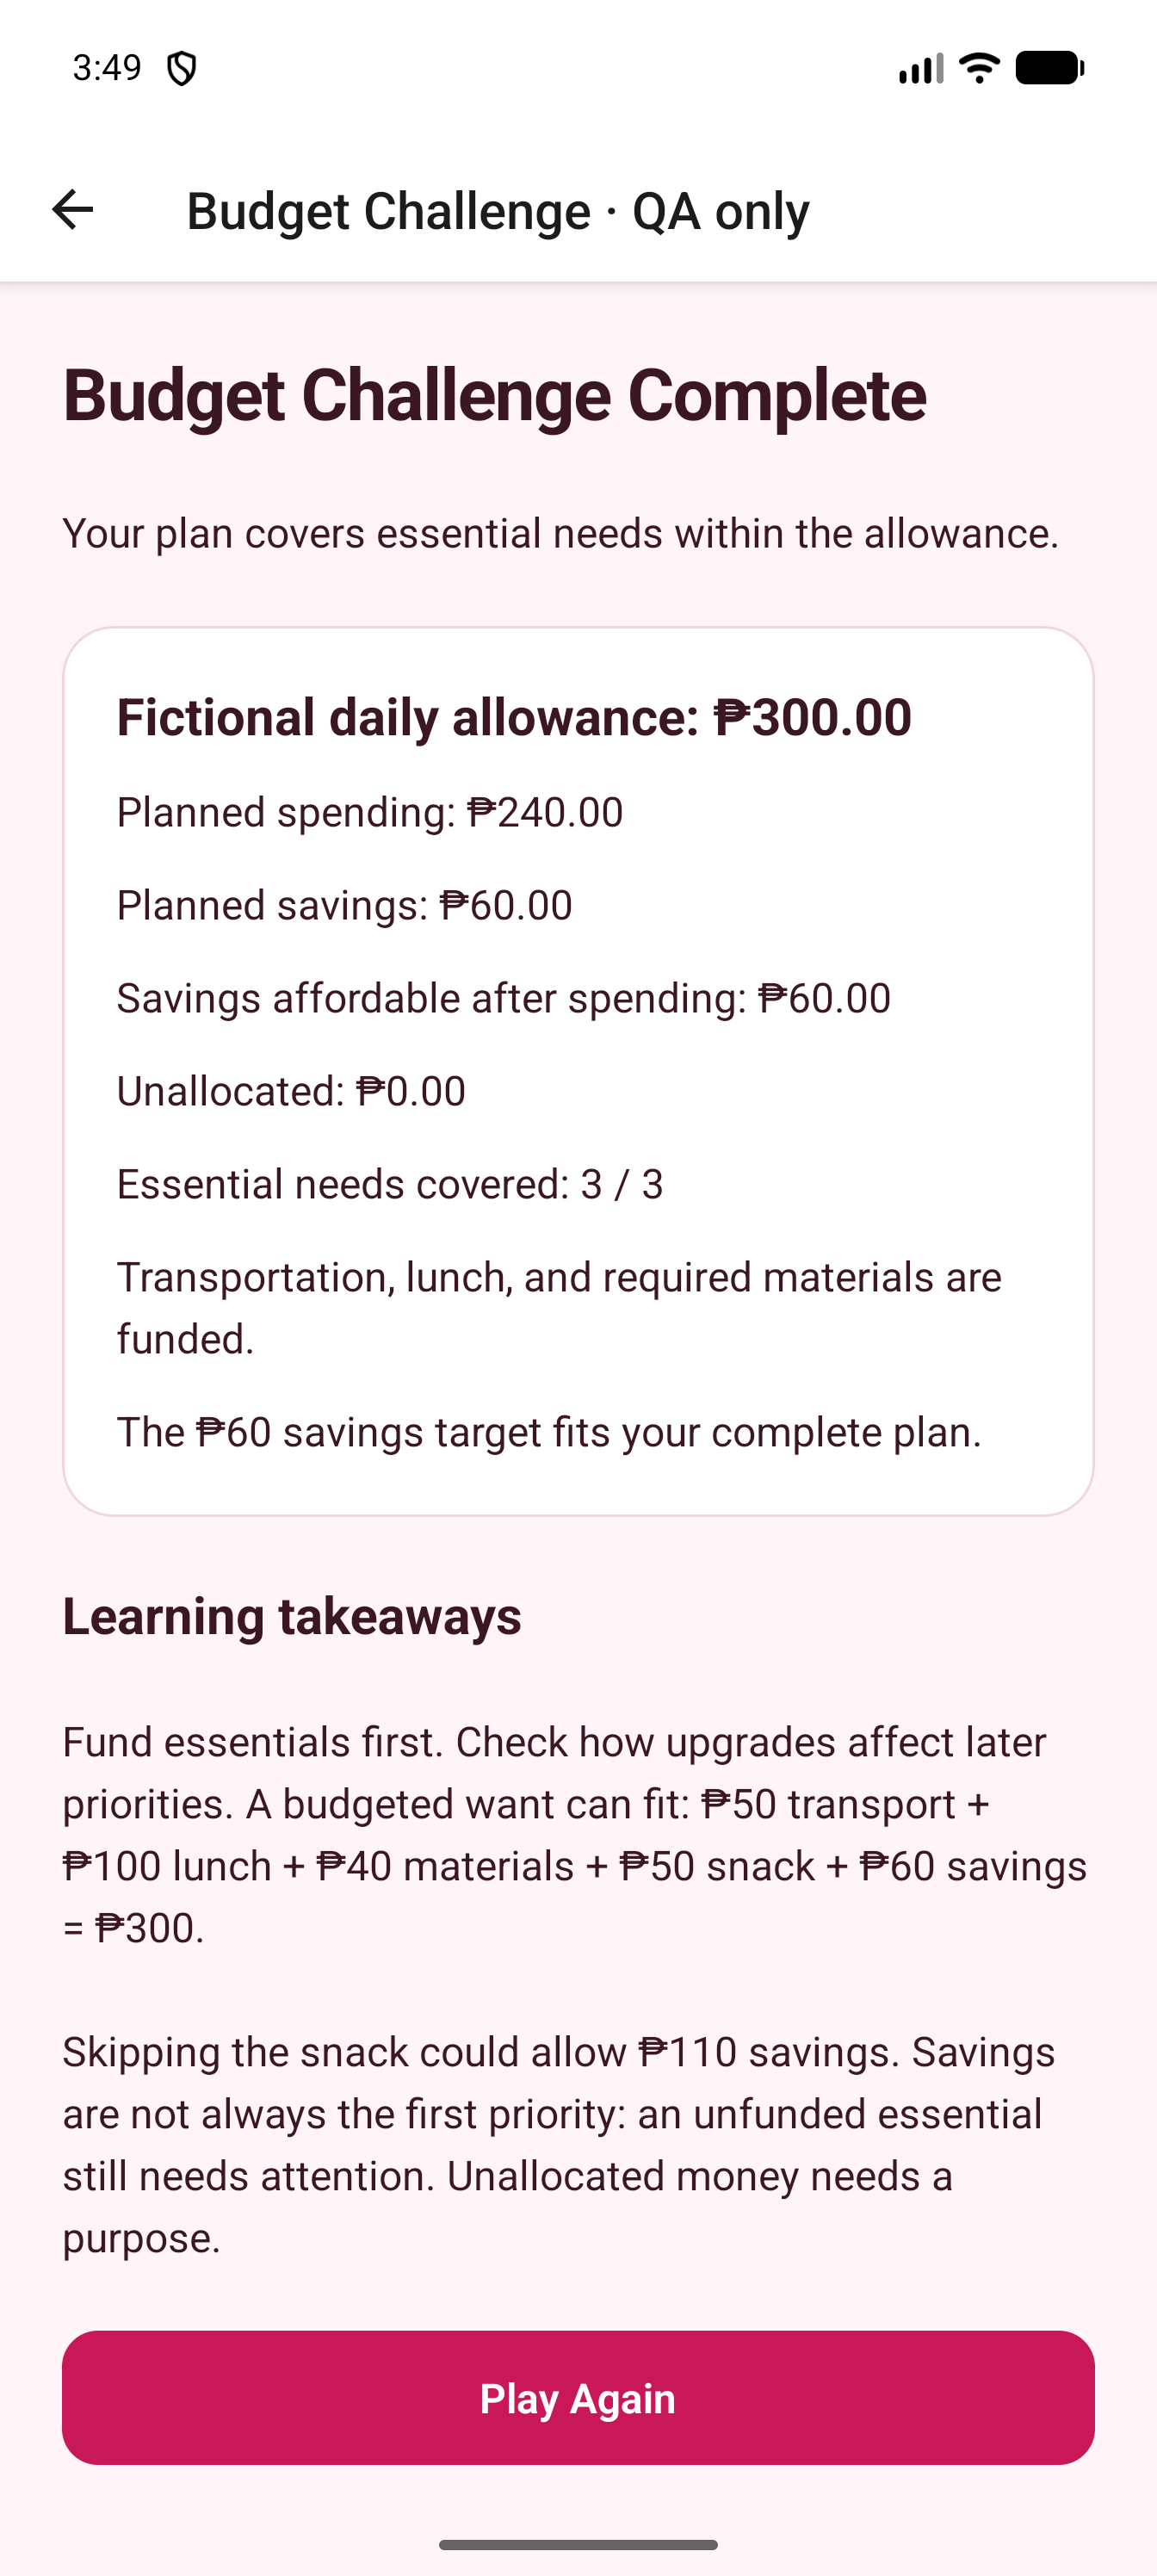 3:49
Budget Challenge · QA only
Budget Challenge Complete
Your plan covers essential needs within the allowance.
Fictional daily allowance: ₱300.00
Planned spending: ₱240.00
Planned savings: ₱60.00
Savings affordable after spending: ₱60.00
Unallocated: ₱0.00
Essential needs covered: 3 / 3
Transportation, lunch, and required materials are
funded.
The ₱60 savings target fits your complete plan.
Learning takeaways
Fund essentials first. Check how upgrades affect later
priorities. A budgeted want can fit: ₱50 transport +
₱100 lunch + ₱40 materials + ₱50 snack + ₱60 savings
= ₱300.
Skipping the snack could allow ₱110 savings. Savings
are not always the first priority: an unfunded essential
still needs attention. Unallocated money needs a
purpose.
Play Again